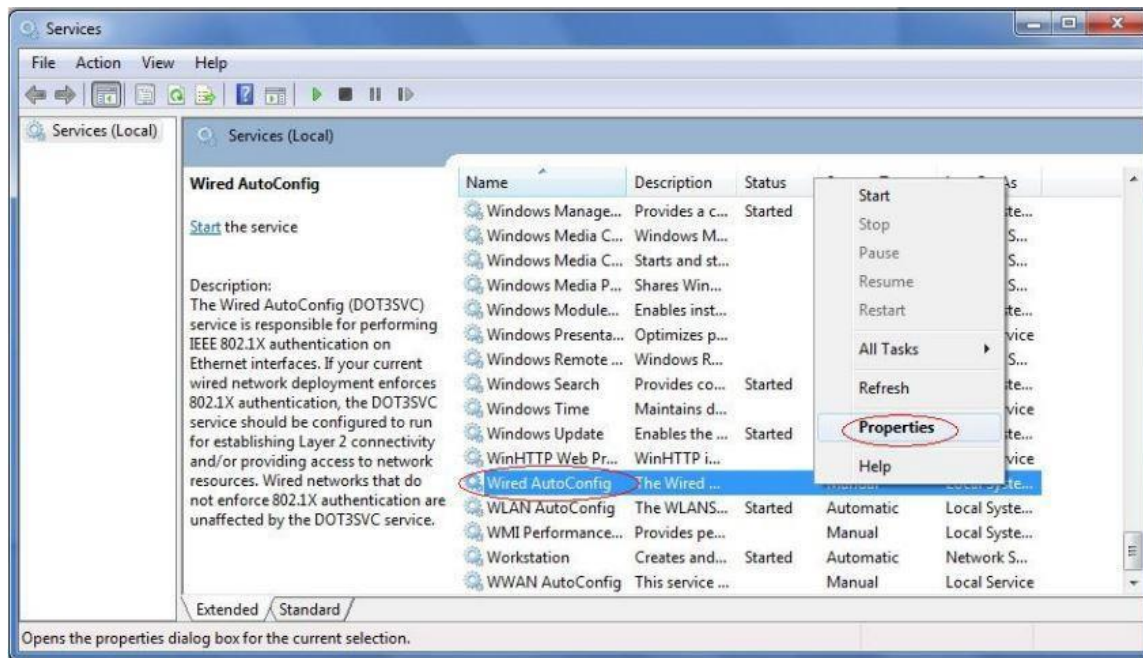 Services
File Action View Help
Services (Local)
Services (Local)
Wired AutoConfig
Start the service
Description:
The Wired AutoConfig (DOT3SVC)
service is responsible for performing
IEEE 802.1X authentication on
Ethernet interfaces. If your current
wired network deployment enforces
802.1X authentication, the DOT3SVC
service should be configured to run
for establishing Layer 2 connectivity
and/or providing access to network
resources. Wired networks that do
not enforce 802.1X authentication are
unaffected by the DOT3SVC service.
Name Description Status
Windows Manage... Provides a c... Started
Windows Media C... Windows M...
Windows Media C... Starts and st...
Windows Media P... Shares Win...
Windows Module... Enables inst...
Windows Presenta... Optimizes p...
Windows Remote ... Windows R...
Windows Search Provides co... Started
Windows Time Maintains d...
Windows Update Enables the ... Started
WinHTTP Web Pr... WinHTTP i...
Wired AutoConfig The Wired ...
WLAN AutoConfig The WLANS... Started Automatic Local Syste...
WMI Performance... Provides pe... Manual Local Syste...
Workstation Creates and... Started Automatic Network S...
WWAN AutoConfig This service ... Manual Local Service
Start
Stop
Pause
Resume
Restart
All Tasks
Refresh
Properties
Help
Extended Standard
Opens the properties dialog box for the current selection.